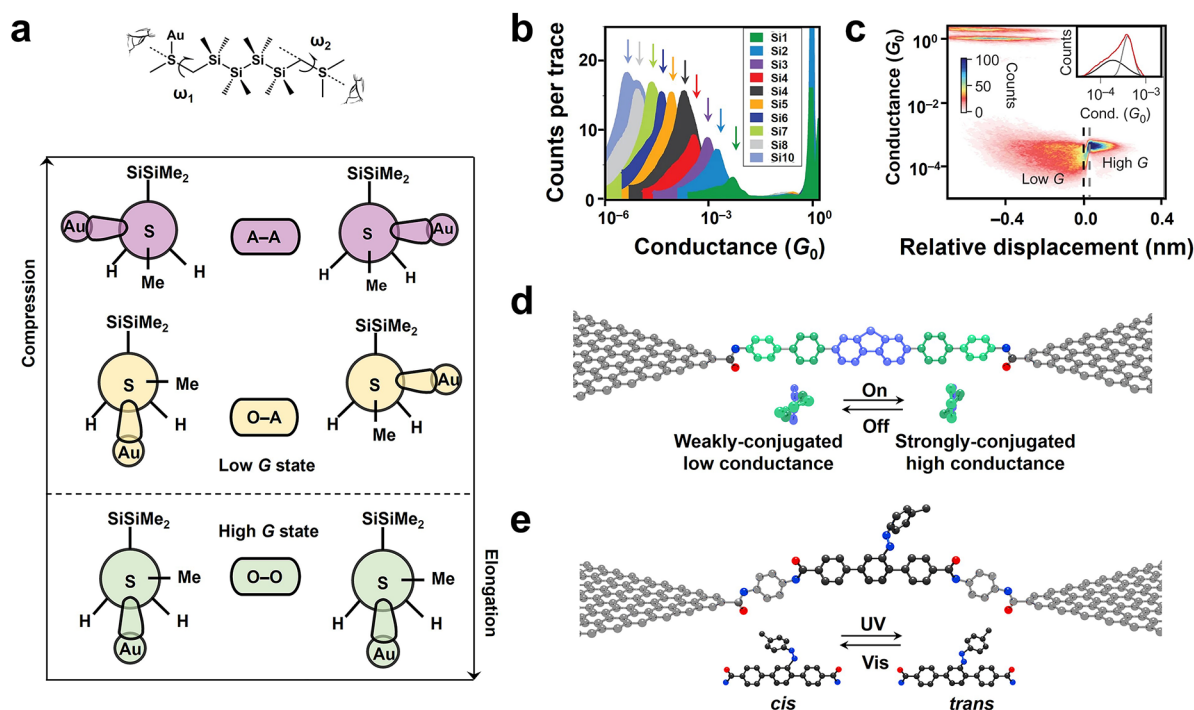 a
Au
S
Si
Si
Si
Si
Si
S
ω1
ω2
Compression
Elongation
SiSiMe2
SiSiMe2
Au
S
A–A
S
Au
H
Me
H
H
Me
H
SiSiMe2
SiSiMe2
S
Me
S
Au
H
H
O–A
H
Me
H
Au
Low G state
SiSiMe2
High G state
SiSiMe2
S
Me
O–O
S
Me
H
H
H
H
Au
Au
b
Counts per trace
20
10
0
10−6
10−3
100
Conductance (G0)
Si1
Si2
Si3
Si4
Si4
Si5
Si6
Si7
Si8
Si10
c
Conductance (G0)
100
10−2
10−4
100
50
0
Counts
Counts
10−4
10−3
Cond. (G0)
Low G
High G
−0.4
0.0
0.4
Relative displacement (nm)
d
On
Off
Weakly-conjugated
low conductance
Strongly-conjugated
high conductance
e
UV
Vis
cis
trans